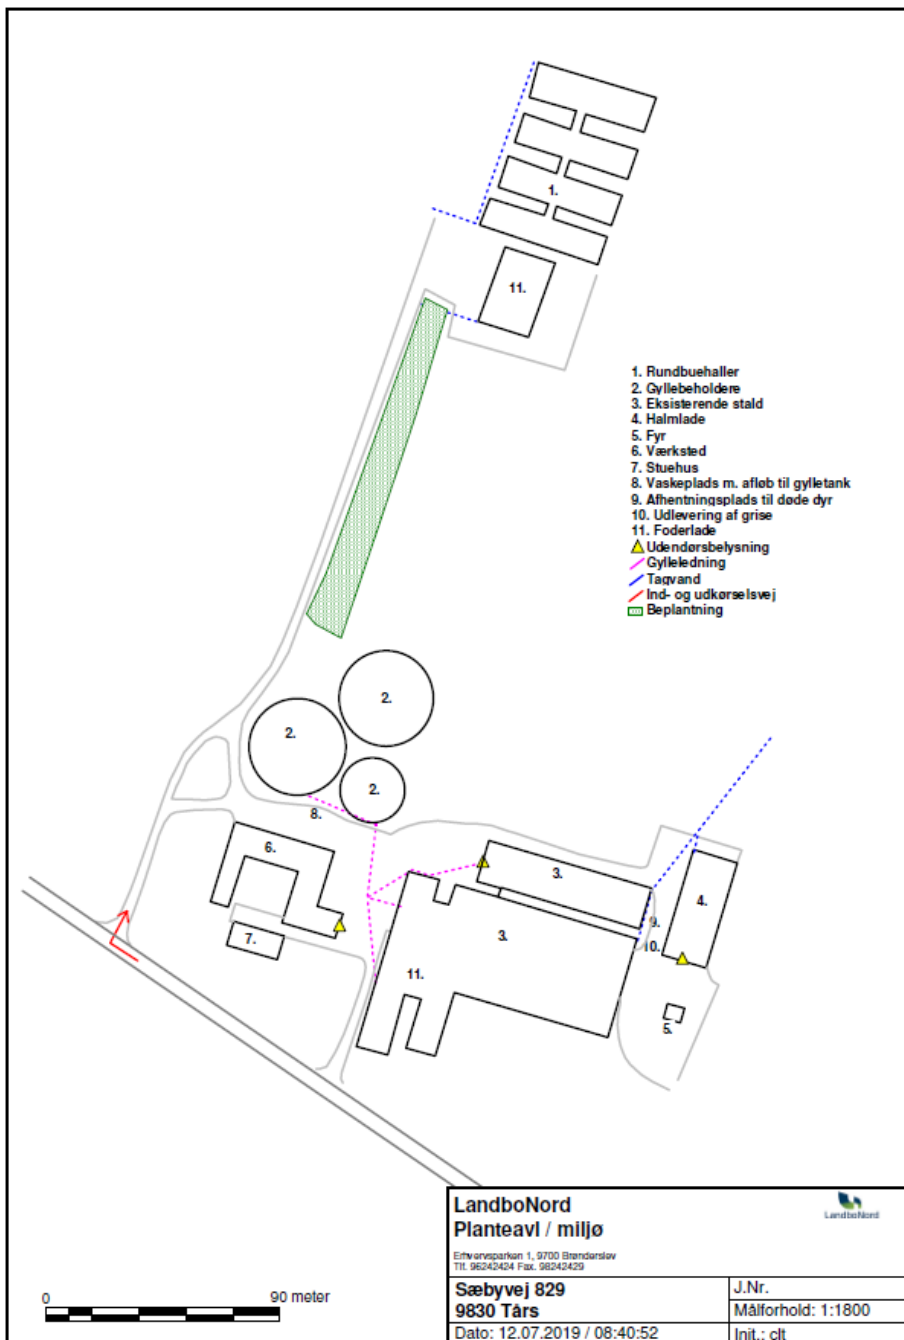 1.
11.
1. Rundbuehaller
2. Gyllebeholdere
3. Eksisterende stald
4. Halmlade
5. Fyr
6. Værksted
7. Stuehus
8. Vaskeplads m. afløb til gylletank
9. Afhentningsplads til døde dyr
10. Udlevering af grise
11. Foderlade
Udendørsbelysning
Gylleledning
Tagvand
Ind- og udkørselsvej
Beplantning
2.
2.
2.
8.
6.
3.
4.
9.
7.
3.
10.
11.
5.
LandboNord
Planteavl / miljø
LandboNord
Erhvervsparken 1, 9700 Brønderslev
Tlf. 96242424 Fax. 98242429
0 90 meter
Sæbyvej 829
9830 Tårs
J.Nr.
Målforhold: 1:1800
Dato: 12.07.2019 / 08:40:52
Init.: clt